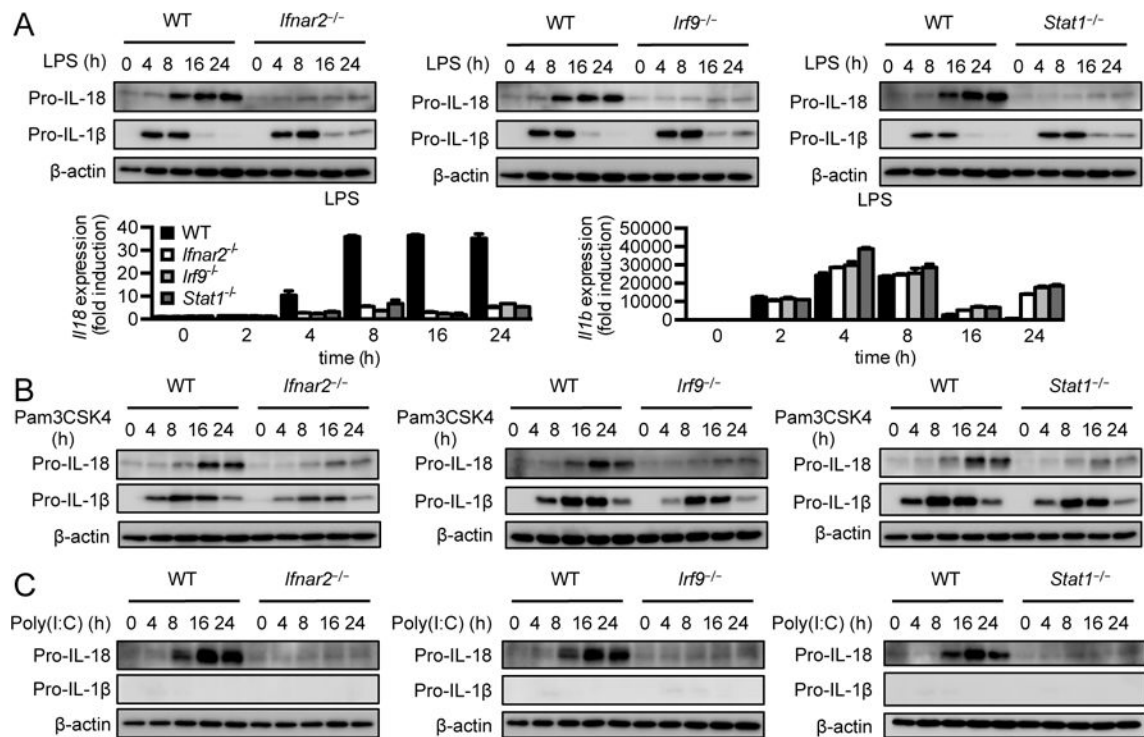 A
WT Ifnar2−/− WT Irf9−/− WT Stat1−/−
LPS (h) 0 4 8 16 24 0 4 8 16 24 LPS (h) 0 4 8 16 24 0 4 8 16 24 LPS (h) 0 4 8 16 24 0 4 8 16 24
Pro-IL-18 Pro-IL-18 Pro-IL-18
Pro-IL-1β Pro-IL-1β Pro-IL-1β
β-actin β-actin β-actin
LPS
Il18 expression
(fold induction)
40
30
20
10
0
WT
Ifnar2-/-
Irf9-/-
Stat1-/-
0 2 4 8 16 24
time (h)
LPS
Il1b expression
(fold induction)
50000
40000
30000
20000
10000
0
0 2 4 8 16 24
time (h)
B
WT Ifnar2−/− WT Irf9−/− WT Stat1−/−
Pam3CSK4 Pam3CSK4 Pam3CSK4
(h) 0 4 8 16 24 0 4 8 16 24 (h) 0 4 8 16 24 0 4 8 16 24 (h) 0 4 8 16 24 0 4 8 16 24
Pro-IL-18 Pro-IL-18 Pro-IL-18
Pro-IL-1β Pro-IL-1β Pro-IL-1β
β-actin β-actin β-actin
C
WT Ifnar2−/− WT Irf9−/− WT Stat1−/−
Poly(I:C) (h) 0 4 8 16 24 0 4 8 16 24 Poly(I:C) (h) 0 4 8 16 24 0 4 8 16 24 Poly(I:C) (h) 0 4 8 16 24 0 4 8 16 24
Pro-IL-18 Pro-IL-18 Pro-IL-18
Pro-IL-1β Pro-IL-1β Pro-IL-1β
β-actin β-actin β-actin